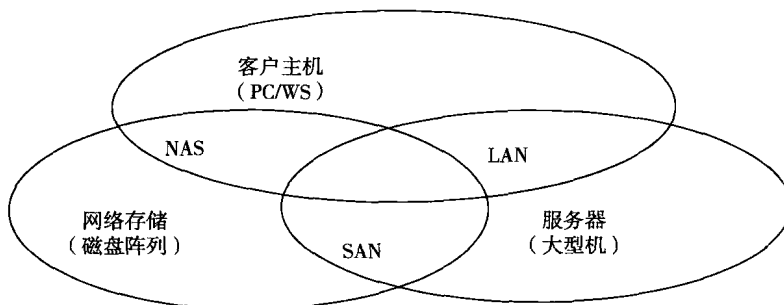 客户主机
（PC/WS）
NAS
LAN
网络存储
（磁盘阵列）
服务器
（大型机）
SAN